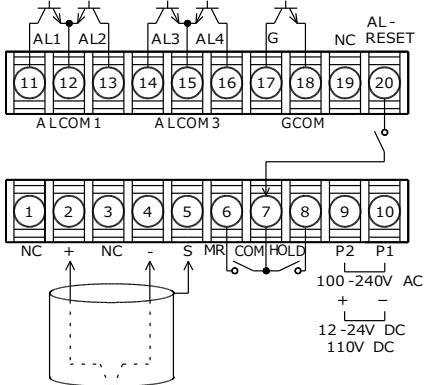 AL1 AL2 AL3 AL4 G NC AL-
RESET
11 12 13 14 15 16 17 18 19 20
ALCOM1 ALCOM3 GCOM
1 2 3 4 5 6 7 8 9 10
NC + NC - S MR COM HOLD P2 P1
100-240V AC
+ −
12-24V DC
110V DC